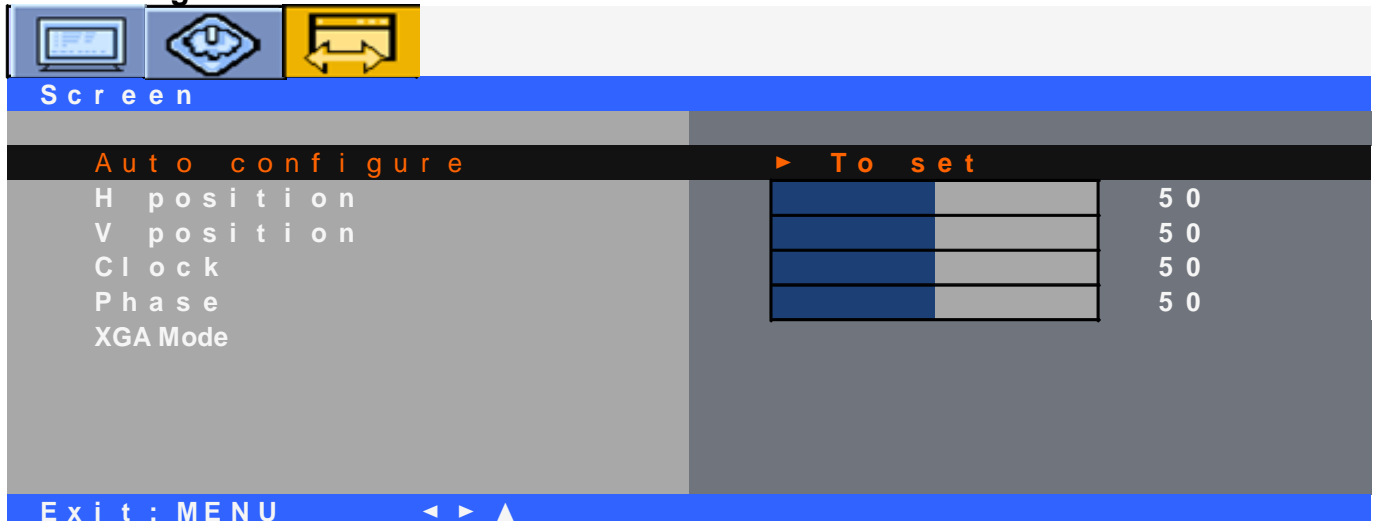 Screen
Auto configure ► To set
H position 50
V position 50
Clock 50
Phase 50
XGA Mode
Exit:MENU ◄ ► ▲